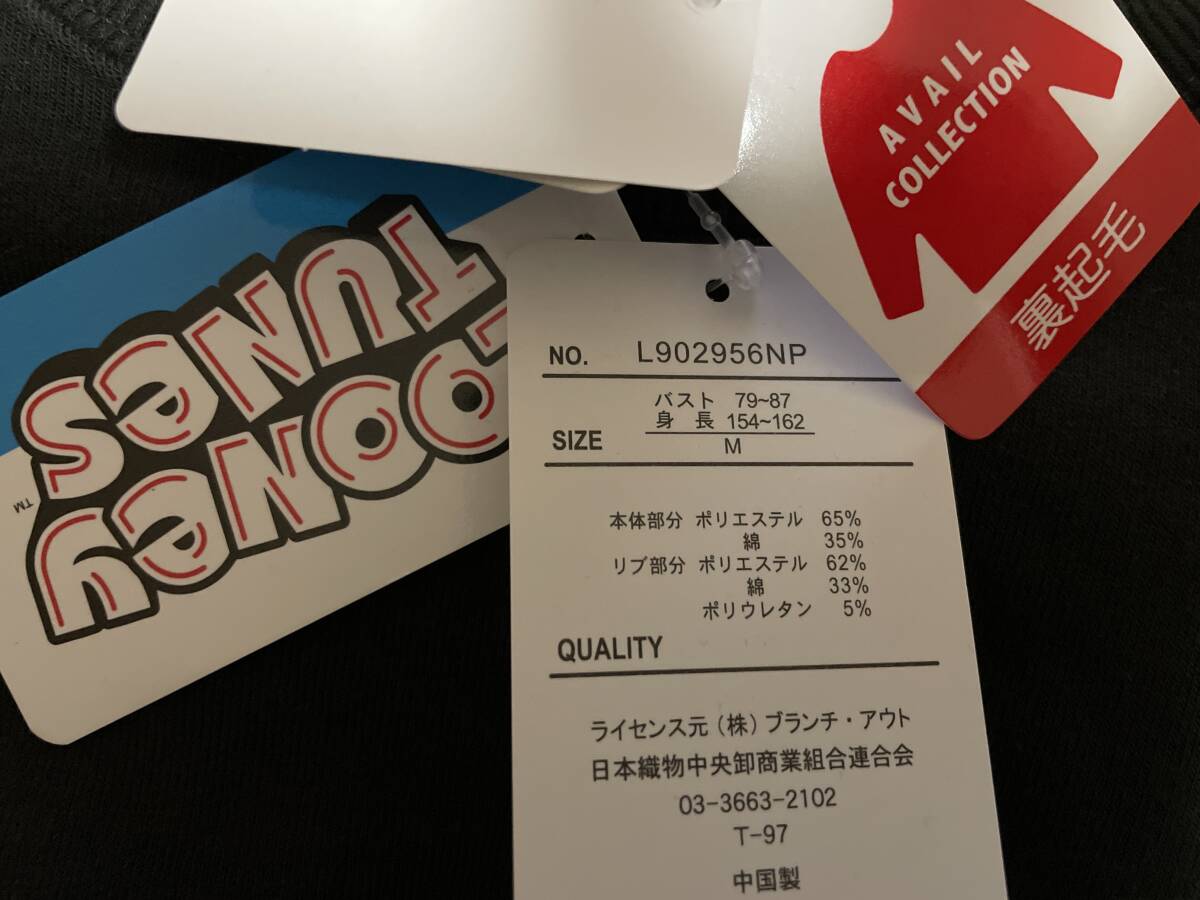 AVAIL
COLLECTION
裏起毛
LOONEY
TUNES
TM
NO. L902956NP
バスト 79~87
身長 154~162
SIZE
M
本体部分 ポリエステル 65%
綿 35%
リブ部分 ポリエステル 62%
綿 33%
ポリウレタン 5%
QUALITY
ライセンス元（株）ブランチ・アウト
日本織物中央卸商業組合連合会
03-3663-2102
T-97
中国製